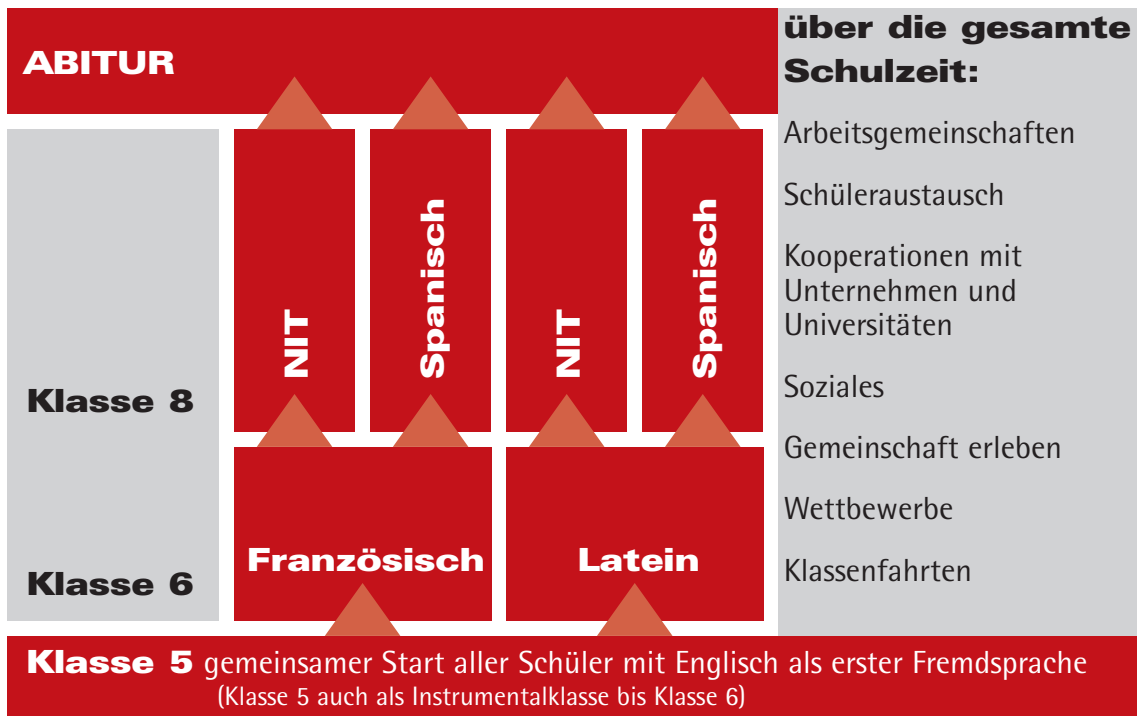 ABITUR
NIT
Spanisch
NIT
Spanisch
Klasse 8
Französisch
Latein
Klasse 6
Klasse 5 gemeinsamer Start aller Schüler mit Englisch als erster Fremdsprache
(Klasse 5 auch als Instrumentalklasse bis Klasse 6)
über die gesamte
Schulzeit:
Arbeitsgemeinschaften
Schüleraustausch
Kooperationen mit
Unternehmen und
Universitäten
Soziales
Gemeinschaft erleben
Wettbewerbe
Klassenfahrten